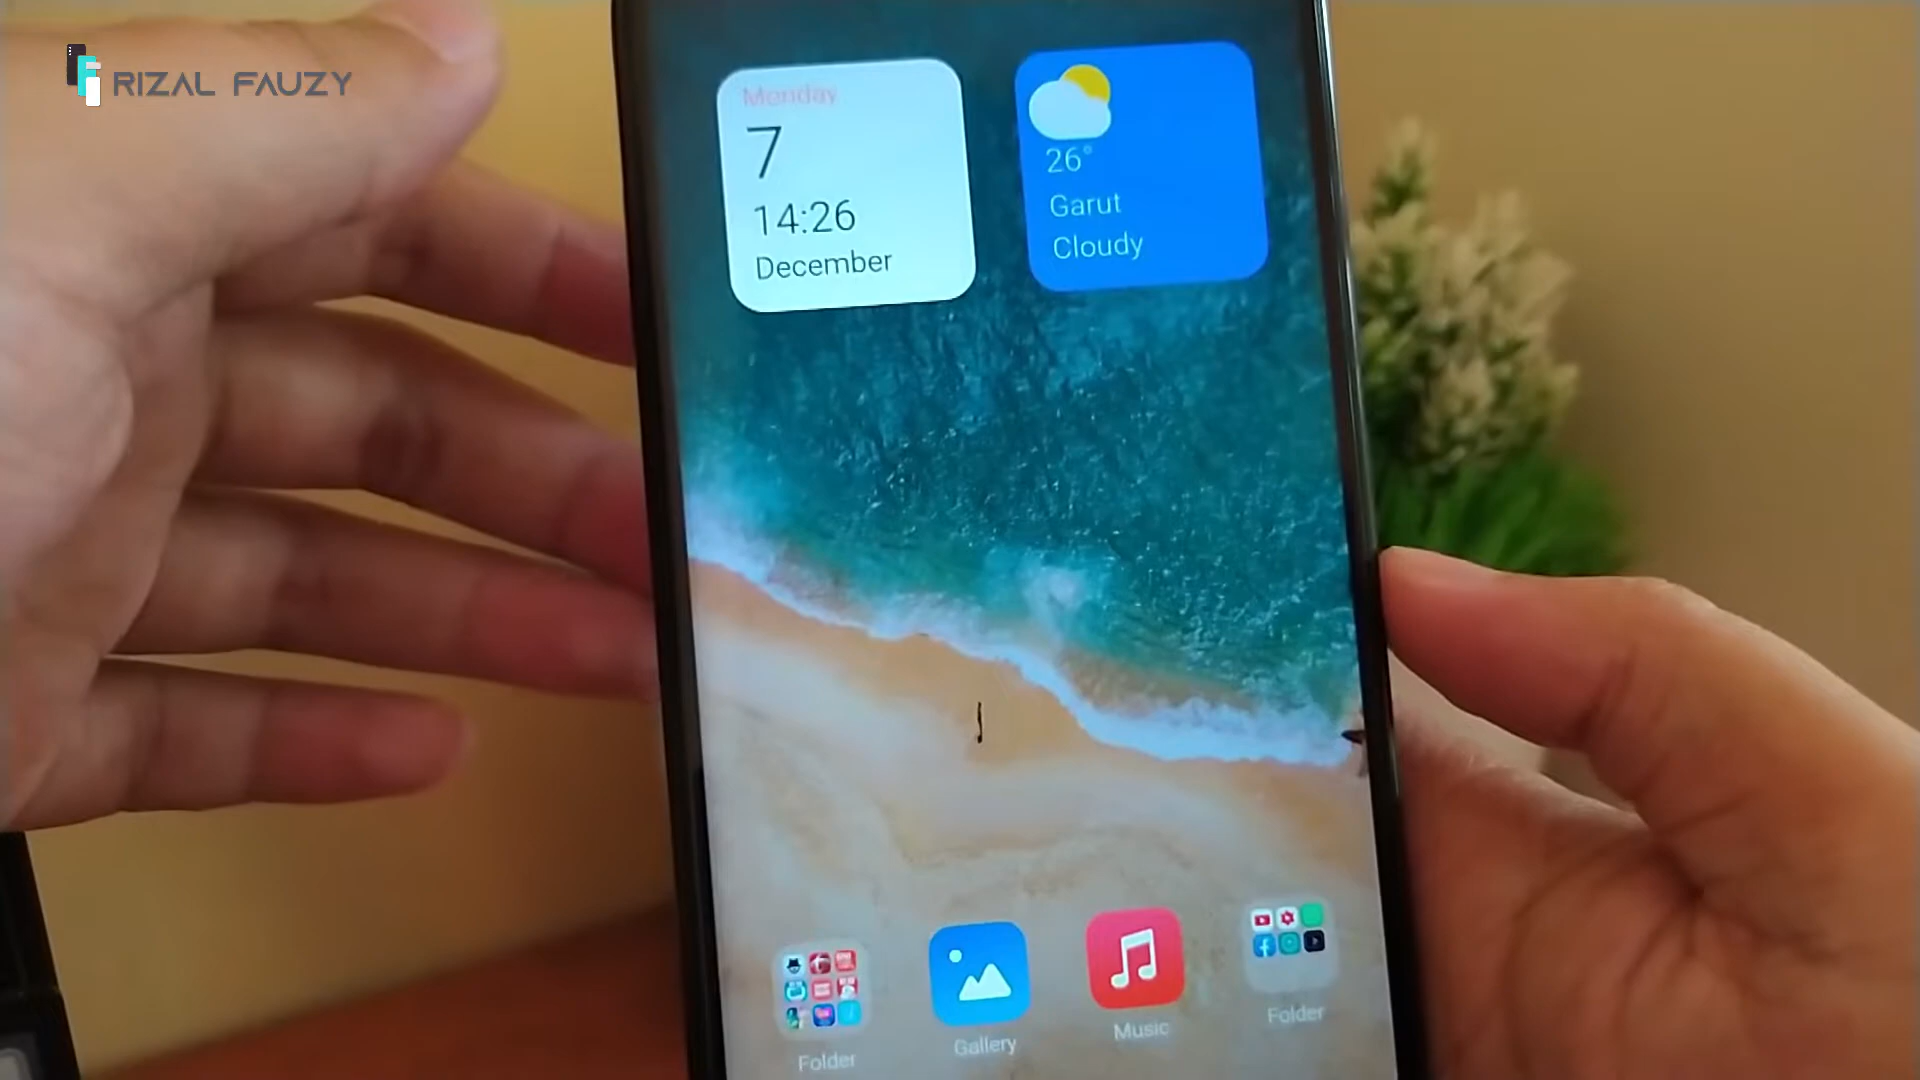 RIZAL FAUZY
Monday
7
14:26
December
26°
Garut
Cloudy
Folder
Gallery
Music
Folder